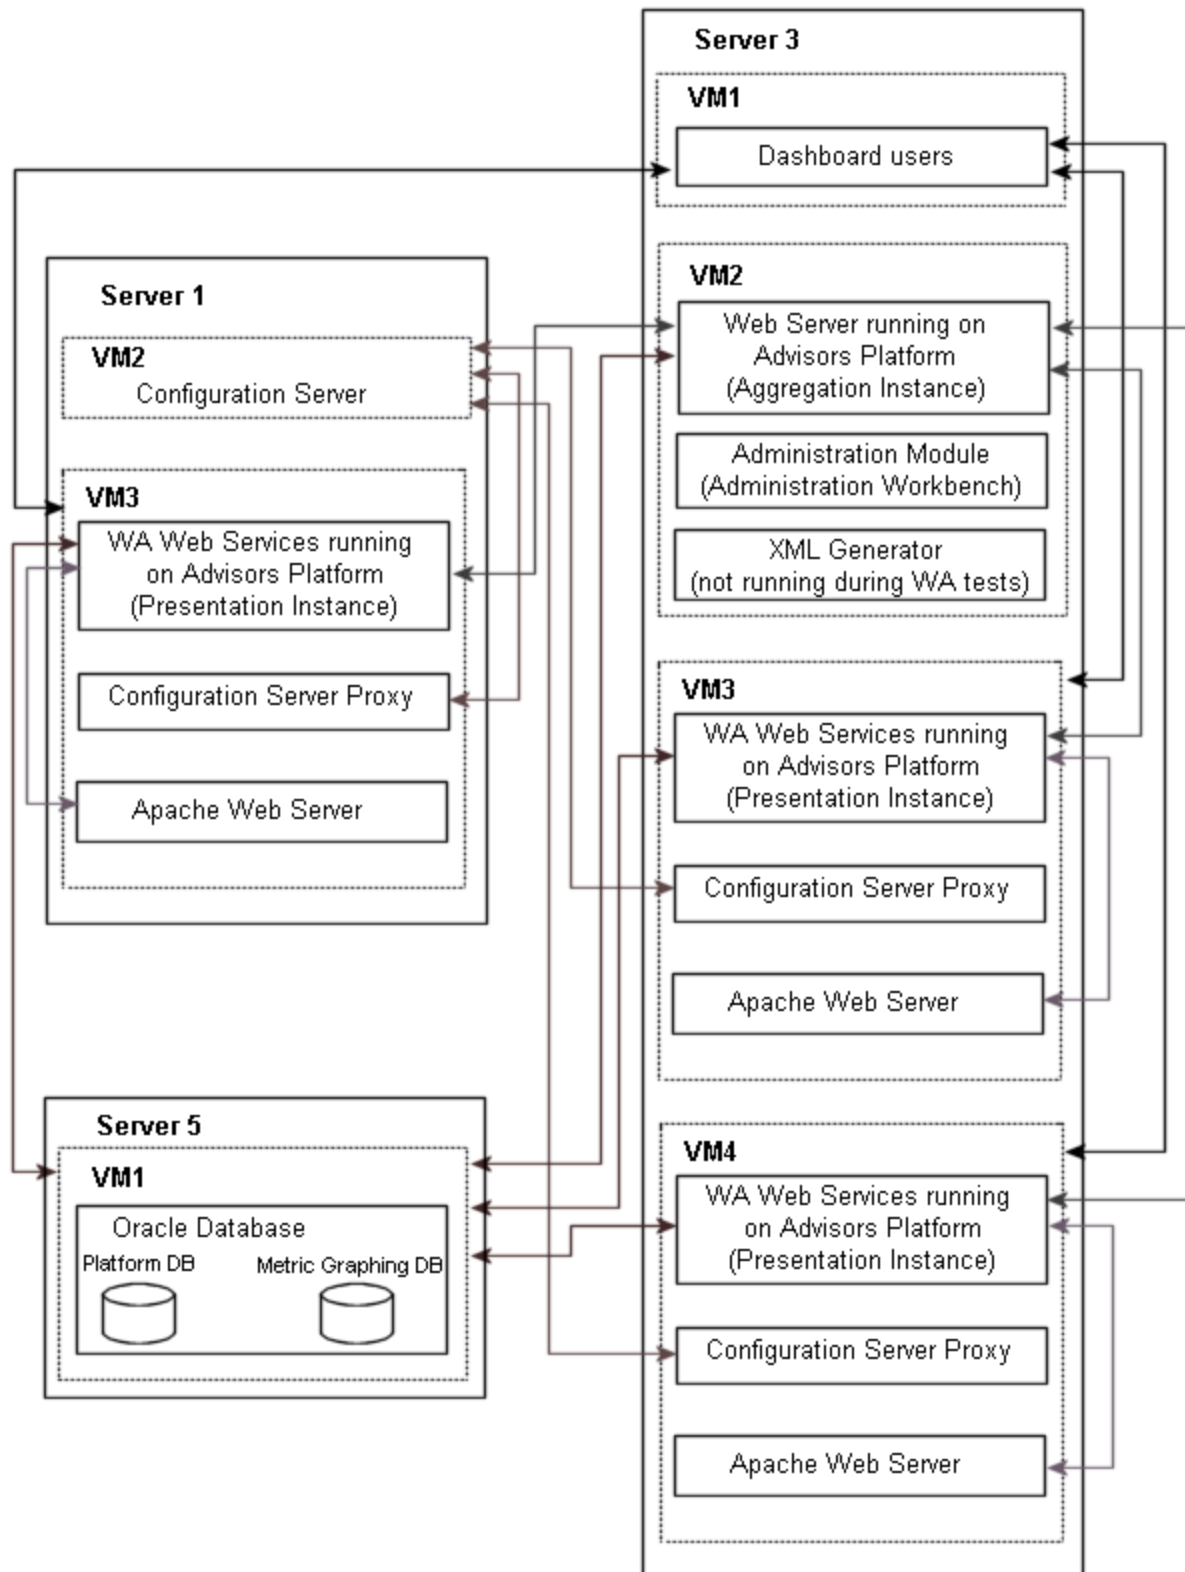 Server 3
VM1
Dashboard users
VM2
Web Server running on
Advisors Platform
(Aggregation Instance)
Administration Module
(Administration Workbench)
XML Generator
(not running during WA tests)
VM3
WA Web Services running
on Advisors Platform
(Presentation Instance)
Configuration Server Proxy
Apache Web Server
VM4
WA Web Services running
on Advisors Platform
(Presentation Instance)
Configuration Server Proxy
Apache Web Server
Server 1
VM2
Configuration Server
VM3
WA Web Services running
on Advisors Platform
(Presentation Instance)
Configuration Server Proxy
Apache Web Server
Server 5
VM1
Oracle Database
Platform DB
Metric Graphing DB